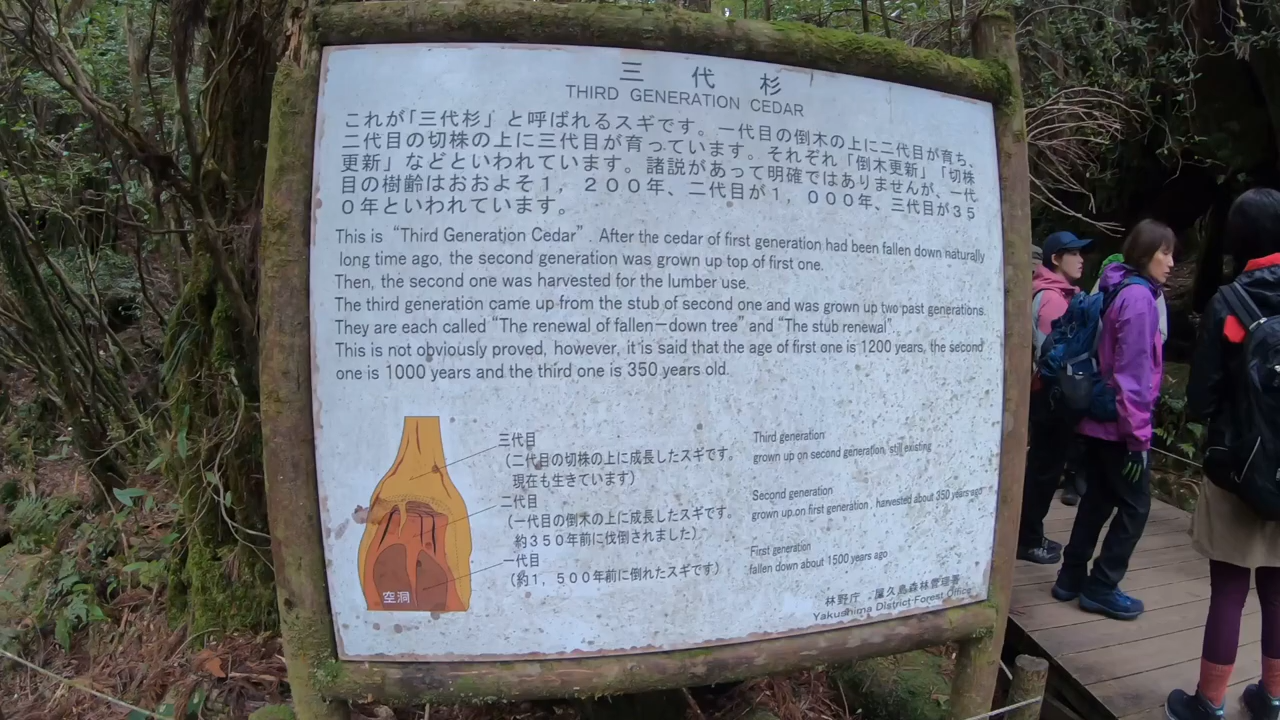 三代杉
THIRD GENERATION CEDAR
これが「三代杉」と呼ばれるスギです。一代目の倒木の上に二代目が育ち、
二代目の切株の上に三代目が育っています。それぞれ「倒木更新」「切株
更新」などといわれています。諸説があって明確ではありませんが、一代
目の樹齢はおおよそ1,200年、二代目が1,000年、三代目が35
0年といわれています。
This is “Third Generation Cedar”. After the cedar of first generation had been fallen down naturally
long time ago, the second generation was grown up top of first one.
Then, the second one was harvested for the lumber use.
The third generation came up from the stub of second one and was grown up two past generations.
They are each called “The renewal of fallen-down tree” and “The stub renewal”.
This is not obviously proved, however, it is said that the age of first one is 1200 years, the second
one is 1000 years and the third one is 350 years old.
三代目
(二代目の切株の上に成長したスギです。
現在も生きています)
二代目
(一代目の倒木の上に成長したスギです。
約350年前に伐倒されました)
一代目
(約1,500年前に倒れたスギです)
空洞
Third generation
grown up on second generation, still existing
Second generation
grown up on first generation, harvested about 350 years ago
First generation
fallen down about 1500 years ago
林野庁 屋久島森林管理署
Yakushima District Forest Office